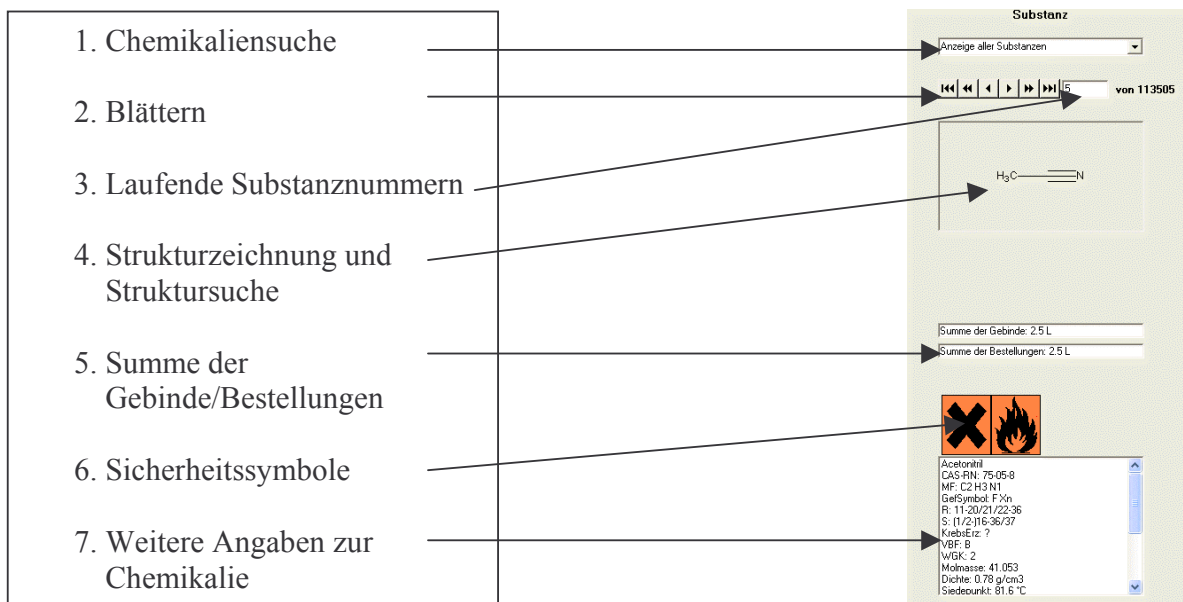 1. Chemikaliensuche
2. Blättern
3. Laufende Substanznummern
4. Strukturzeichnung und
Struktursuche
5. Summe der
Gebinde/Bestellungen
6. Sicherheitssymbole
7. Weitere Angaben zur
Chemikalie
Substanz
Anzeige aller Substanzen
5 von 113505
H3C N
Summe der Gebinde: 2.5 L
Summe der Bestellungen: 2.5 L
Acetonitril
CAS-RN: 75-05-8
MF: C2 H3 N1
GefSymbol: F Xn
R: 11-20/21/22-36
S: (1/2-)16-36/37
KrebsErz: ?
VBF: B
WGK: 2
Molmasse: 41.053
Dichte: 0.78 g/cm3
Siedepunkt: 81.6 °C